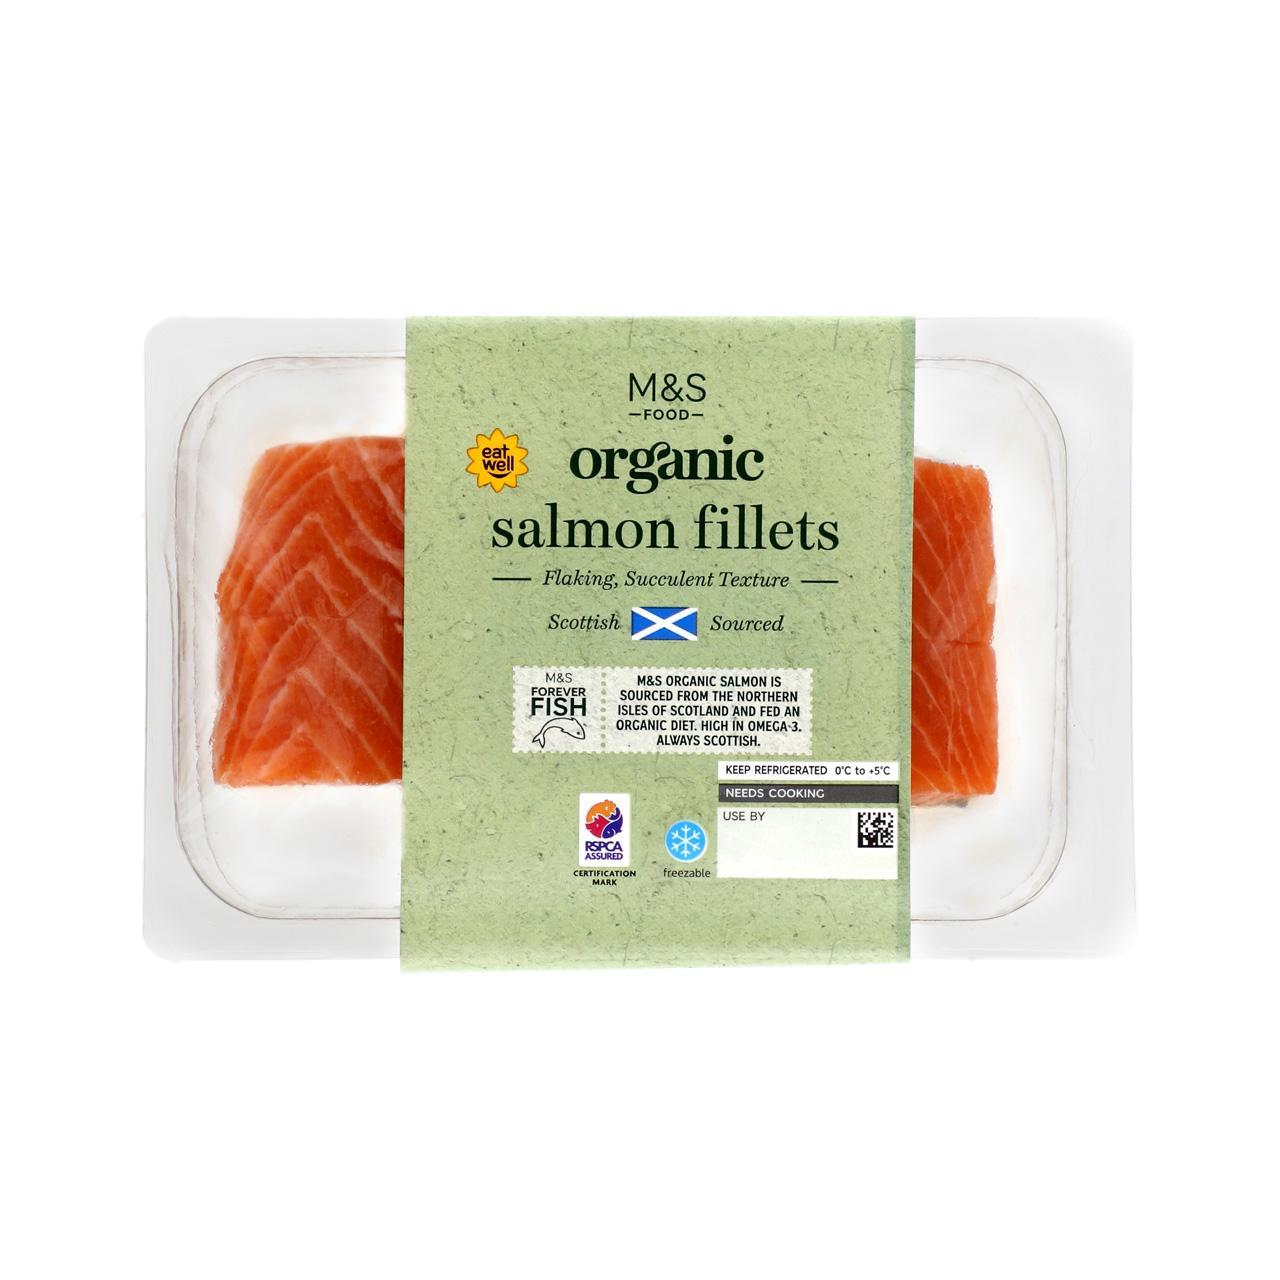 M&S
FOOD
eat
well
organic
salmon fillets
Flaking, Succulent Texture
Scottish Sourced
M&S
FOREVER
FISH
M&S ORGANIC SALMON IS
SOURCED FROM THE NORTHERN
ISLES OF SCOTLAND AND FED AN
ORGANIC DIET. HIGH IN OMEGA-3.
ALWAYS SCOTTISH.
KEEP REFRIGERATED 0°C to +5°C
NEEDS COOKING
USE BY
RSPCA
ASSURED
CERTIFICATION
MARK
freezable